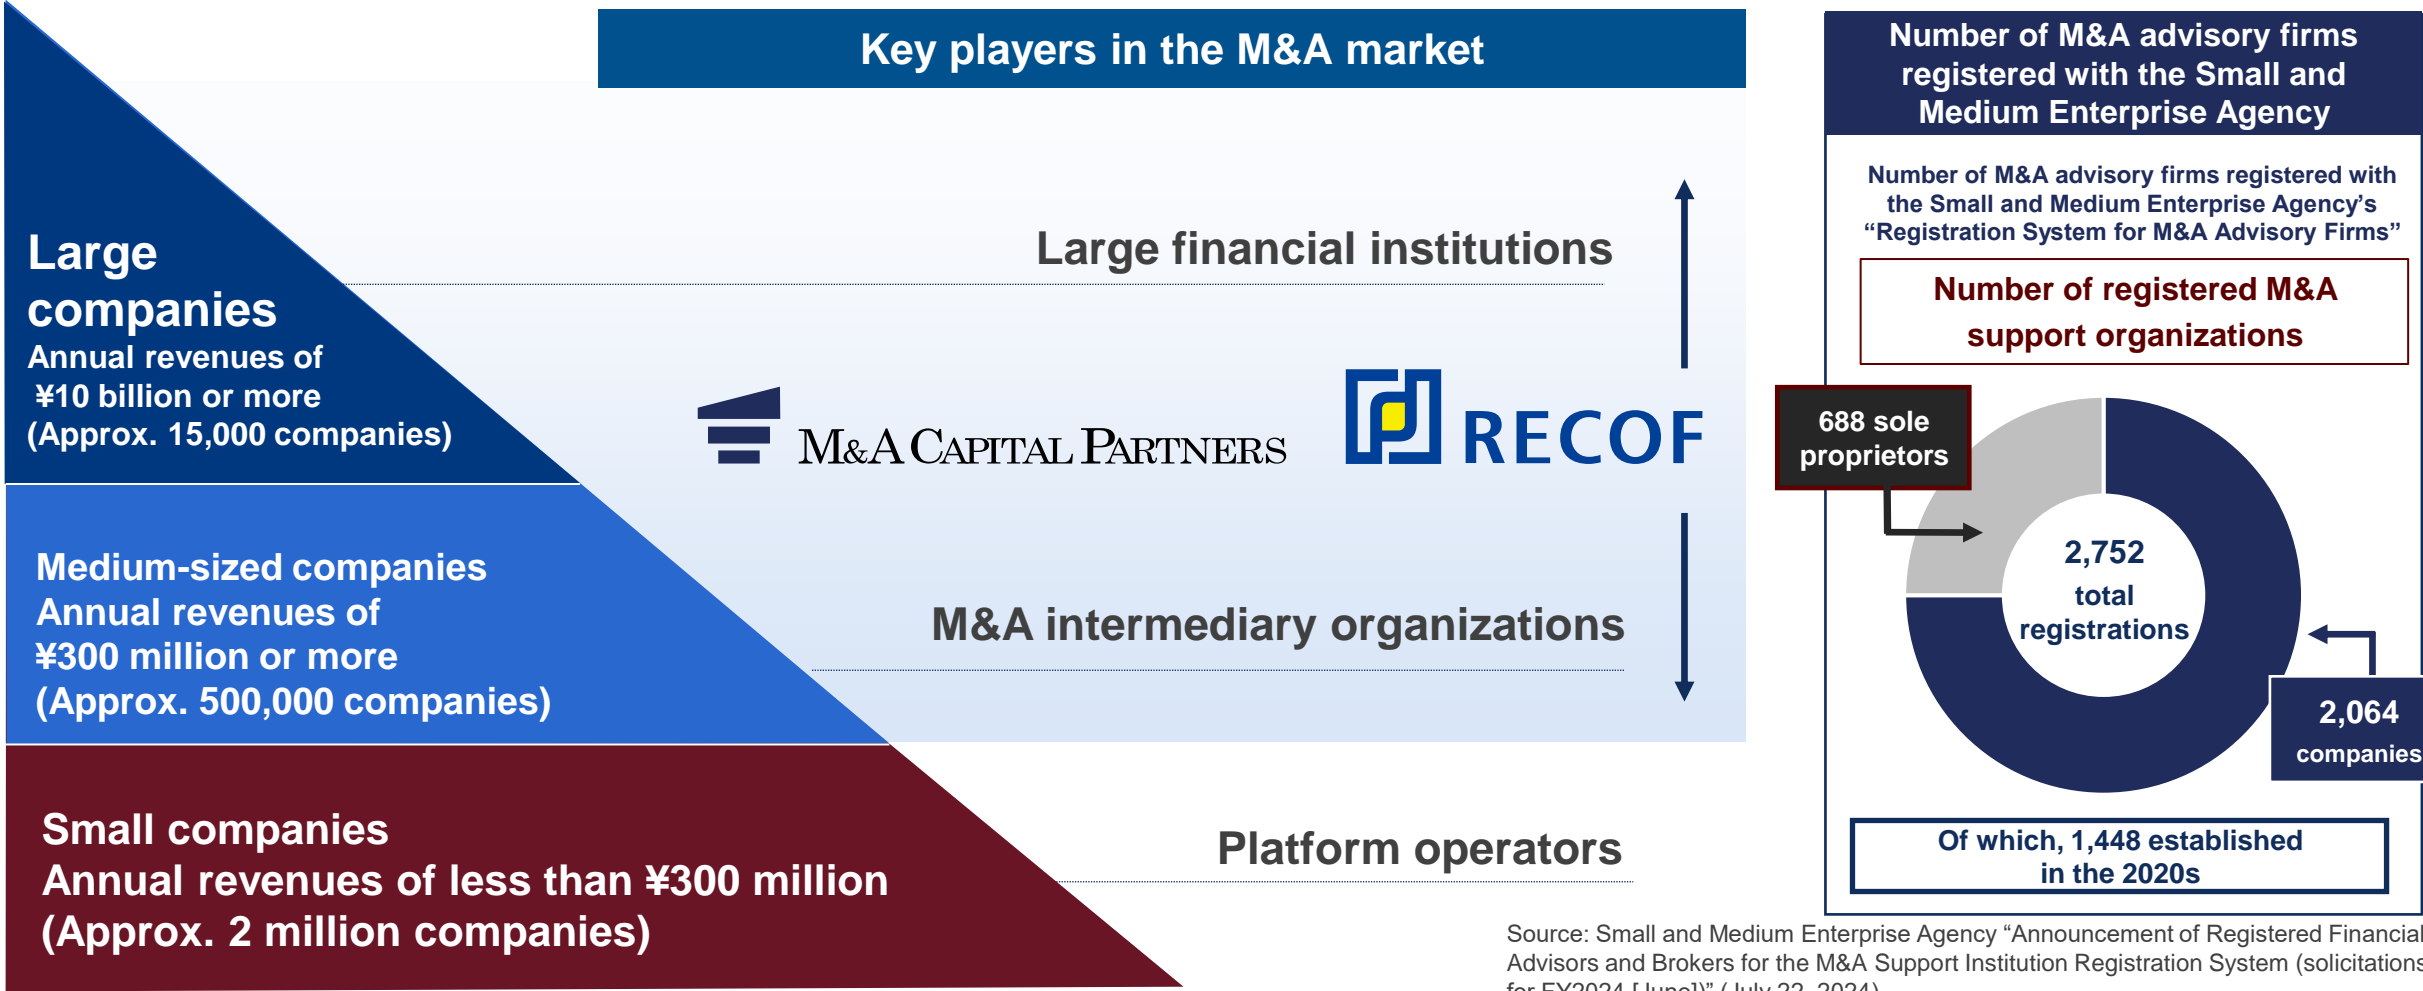 Key players in the M&A market
Large
companies
Annual revenues of
¥10 billion or more
(Approx. 15,000 companies)
Medium-sized companies
Annual revenues of
¥300 million or more
(Approx. 500,000 companies)
Small companies
Annual revenues of less than ¥300 million
(Approx. 2 million companies)
Large financial institutions
M&A CAPITAL PARTNERS
RECOF
M&A intermediary organizations
Platform operators
Number of M&A advisory firms
registered with the Small and
Medium Enterprise Agency
Number of M&A advisory firms registered with
the Small and Medium Enterprise Agency’s
“Registration System for M&A Advisory Firms”
Number of registered M&A
support organizations
688 sole
proprietors
2,752
total
registrations
2,064
companies
Of which, 1,448 established
in the 2020s
Source: Small and Medium Enterprise Agency “Announcement of Registered Financial
Advisors and Brokers for the M&A Support Institution Registration System (solicitations
for FY2024 [June])” (July 22, 2024)